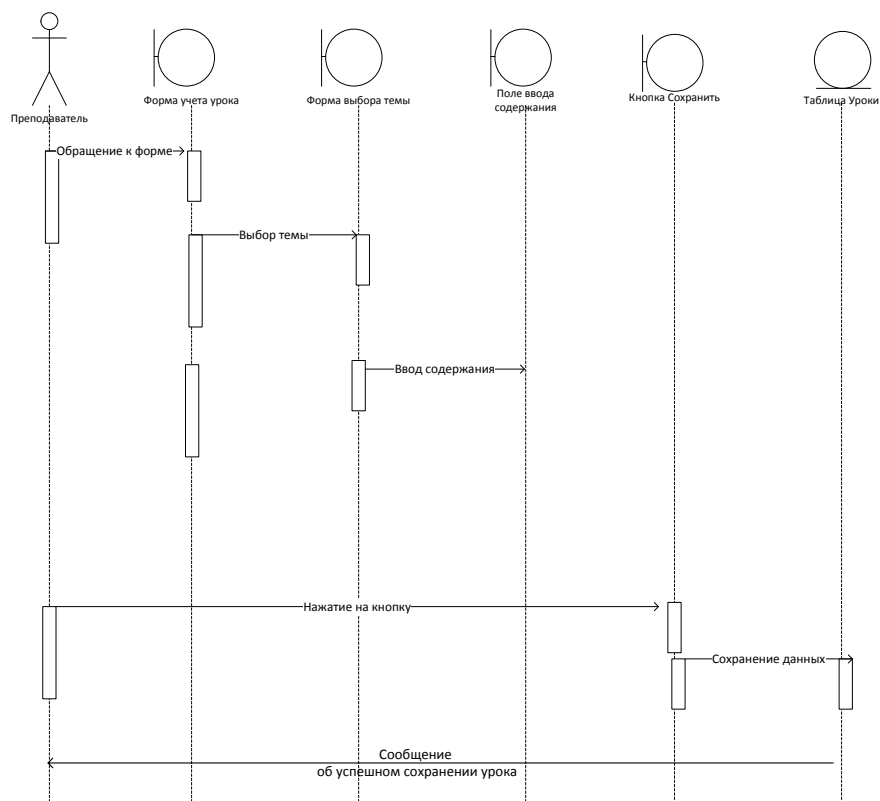 Преподаватель
Форма учета урока
Форма выбора темы
Поле ввода
содержания
Кнопка Сохранить
Таблица Уроки
Обращение к форме
Выбор темы
Ввод содержания
Нажатие на кнопку
Сохранение данных
Сообщение
об успешном сохранении урока